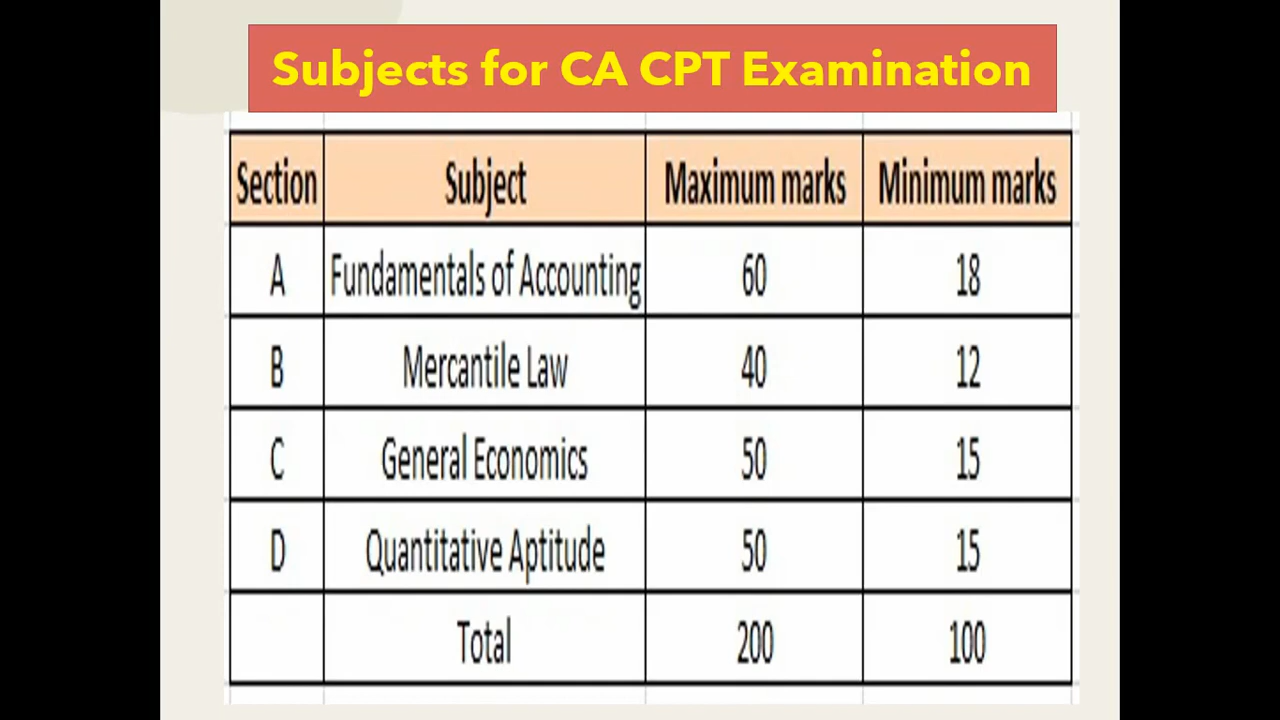 Subjects for CA CPT Examination
Section Subject Maximum marks Minimum marks
A Fundamentals of Accounting 60 18
B Mercantile Law 40 12
C General Economics 50 15
D Quantitative Aptitude 50 15
Total 200 100